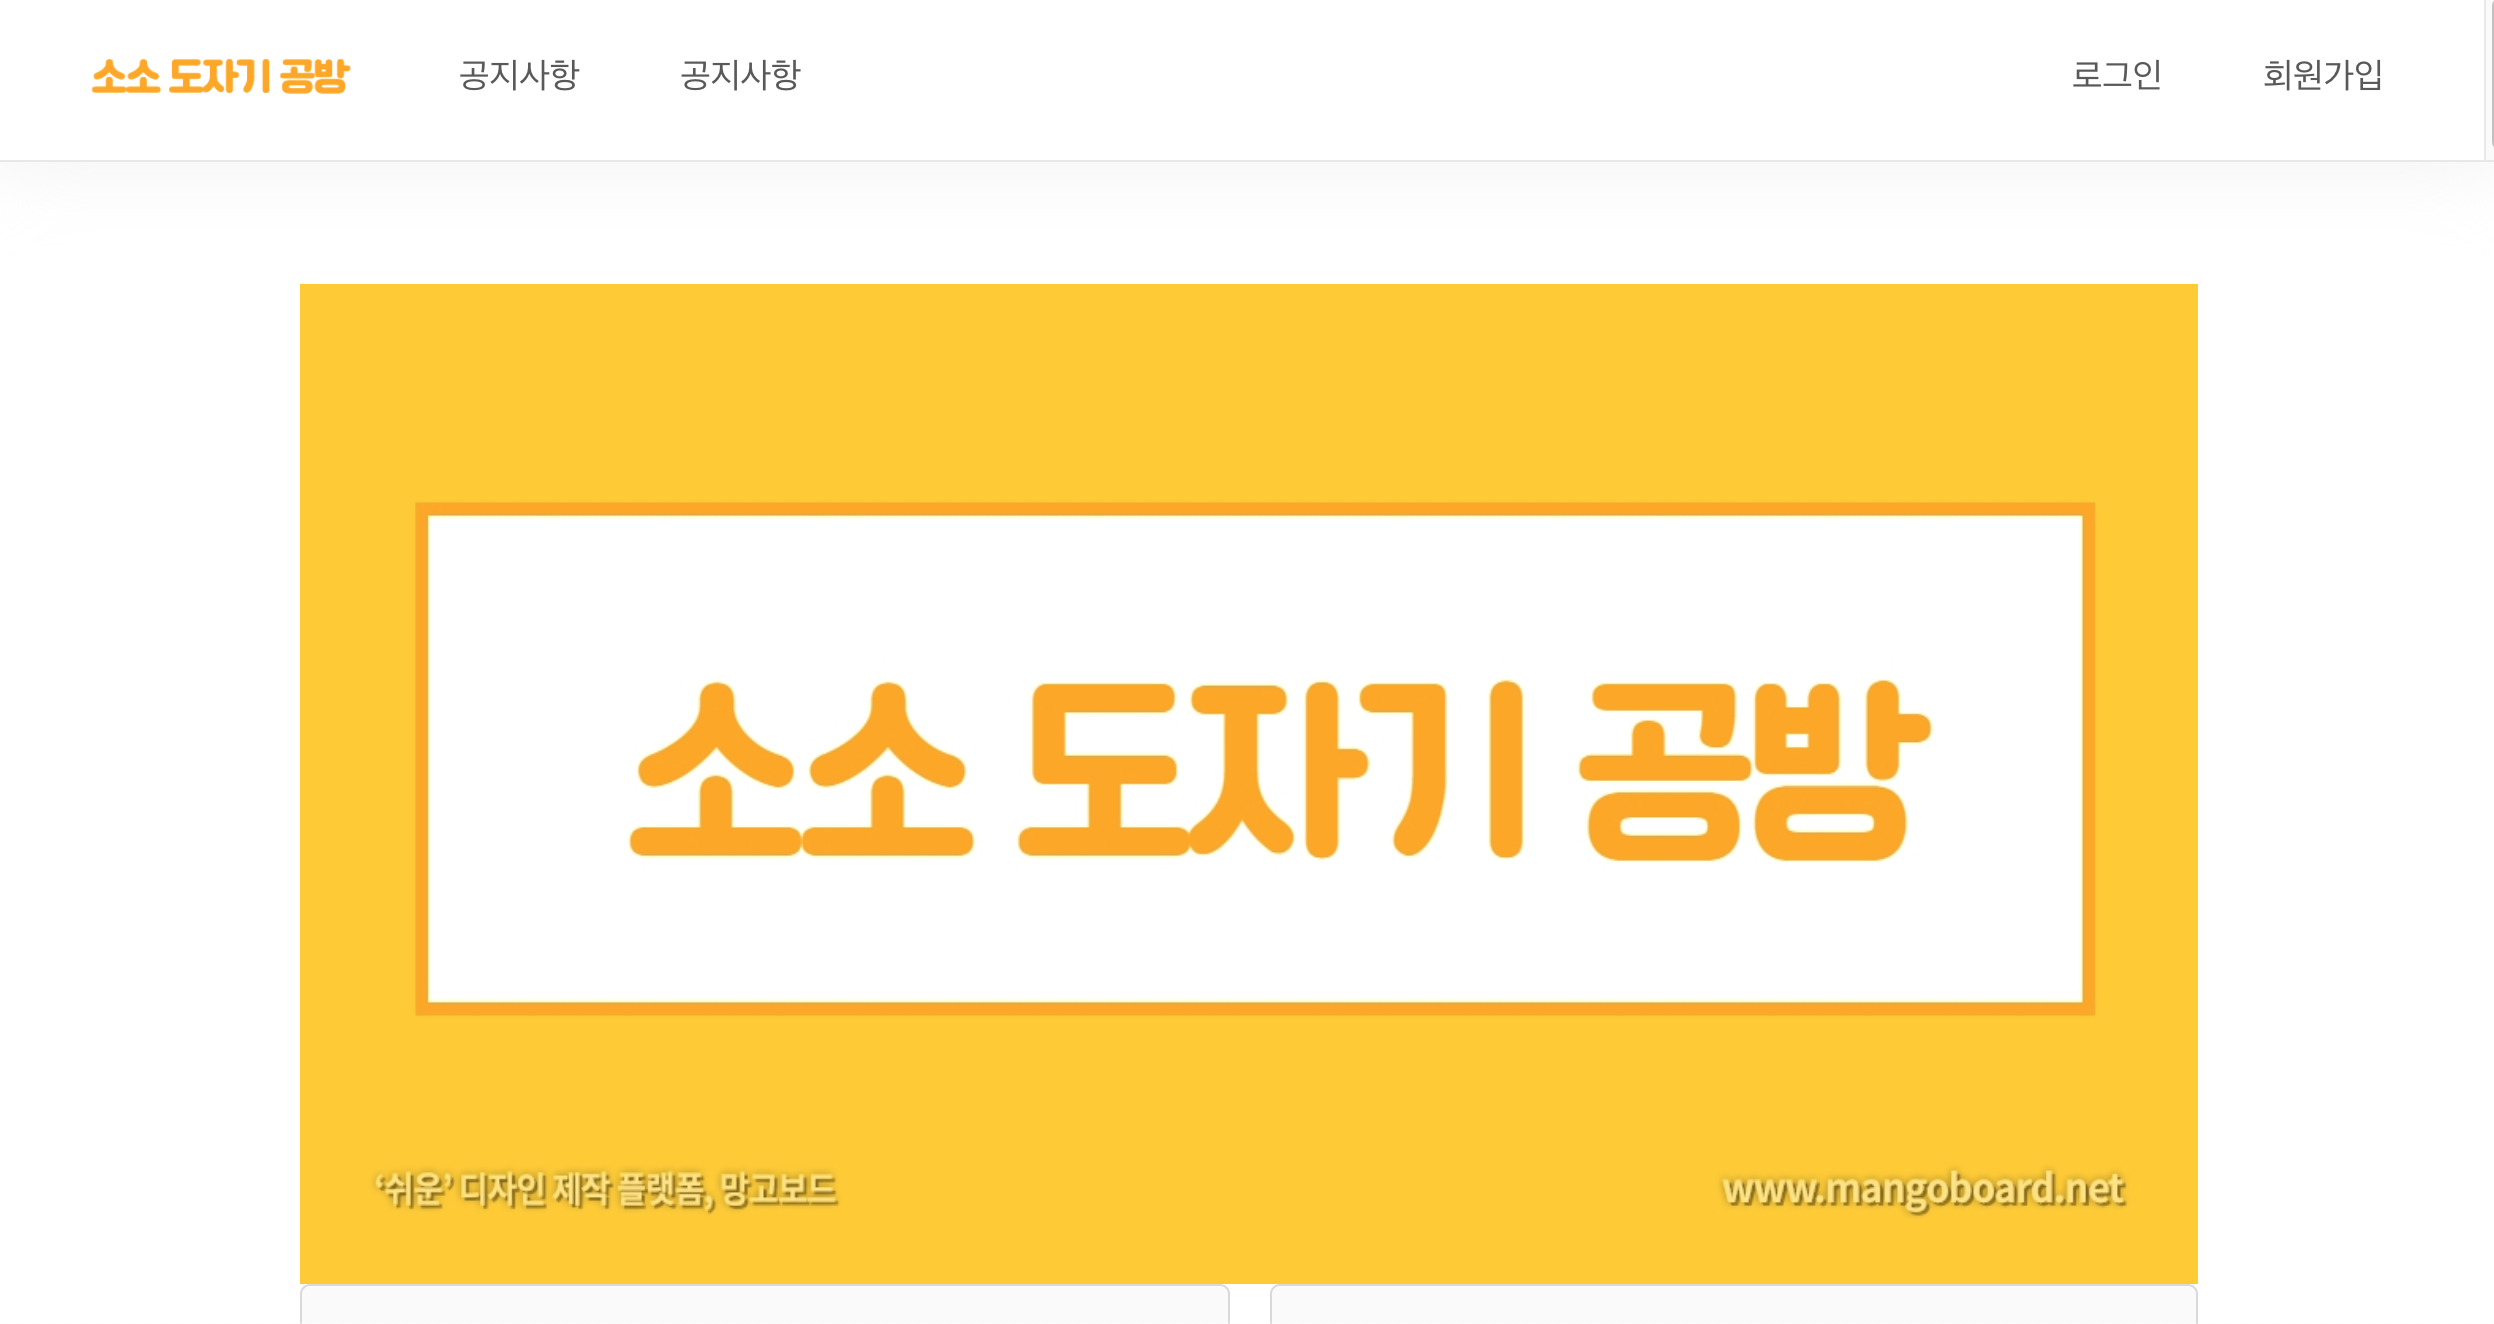 소소 도자기 공방 공지사항 공지사항 로그인 회원가입
소소 도자기 공방
‘쉬운’ 디자인 제작 플랫폼, 망고보드 www.mangoboard.net